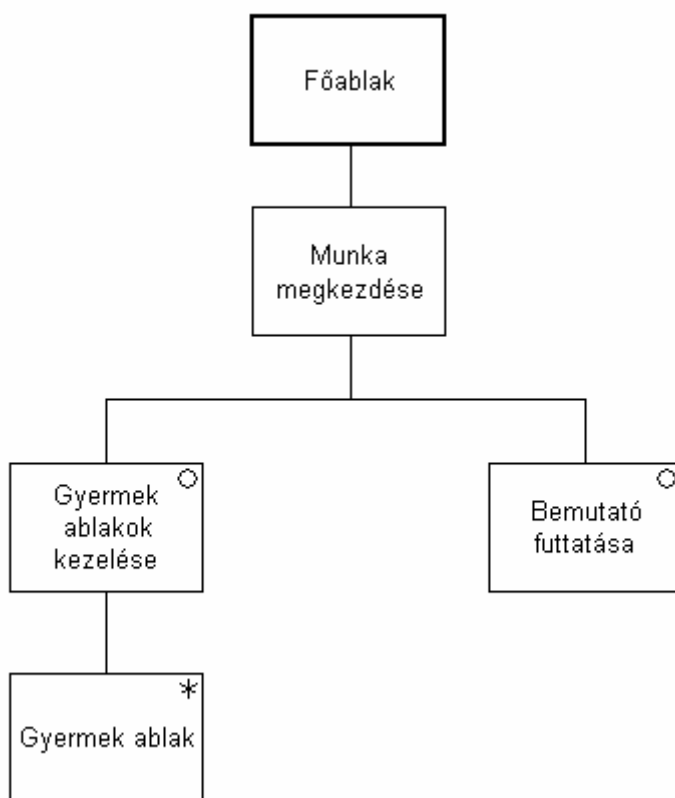 Főablak
Munka
megkezdése
Gyermek
ablakok
kezelése
Bemutató
futtatása
Gyermek ablak